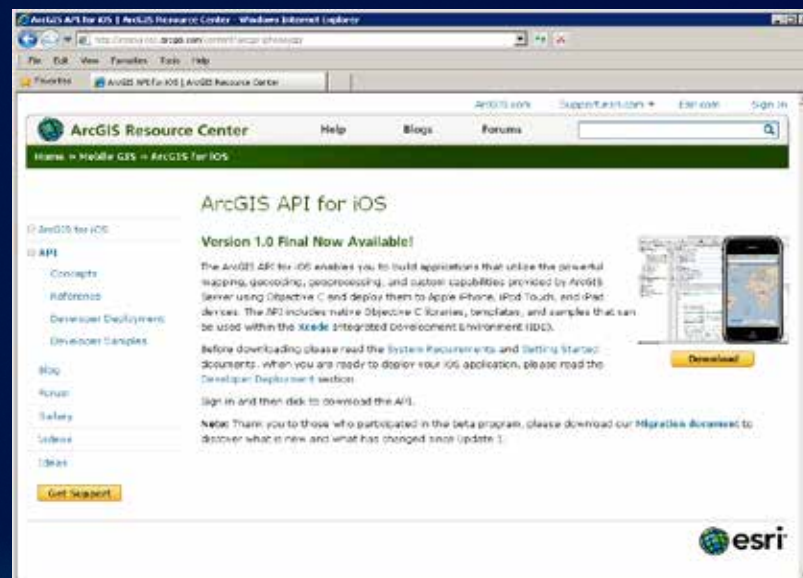 ArcGIS API for iOS | ArcGIS Resource Center - Windows Internet Explorer
File Edit View Favorites Tools Help
Favorites ArcGIS API for iOS | ArcGIS Resource Center
ArcGIS.com Support.esri.com Esri.com Sign In
ArcGIS Resource Center Help Blogs Forums
Home > Mobile GIS > ArcGIS for iOS
ArcGIS API for iOS
ArcGIS for iOS
API
Concepts
Reference
Developer Deployment
Developer Samples
Blog
Forum
Gallery
Videos
Ideas
Get Support
Version 1.0 Final Now Available!
The ArcGIS API for iOS enables you to build applications that utilize the powerful
mapping, geocoding, geoprocessing, and custom capabilities provided by ArcGIS
Server using Objective C and deploy them to Apple iPhone, iPod Touch, and iPad
devices. The API includes native Objective C libraries, templates, and samples that can
be used within the Xcode Integrated Development Environment (IDE).
Before downloading please read the System Requirements and Getting Started
documents. When you are ready to deploy your iOS application, please read the
Developer Deployment section.
Sign in and then click to download the API.
Note: Thank you to those who participated in the beta program, please download our Migration document to
discover what is new and what has changed since Update 1.
Download
esri